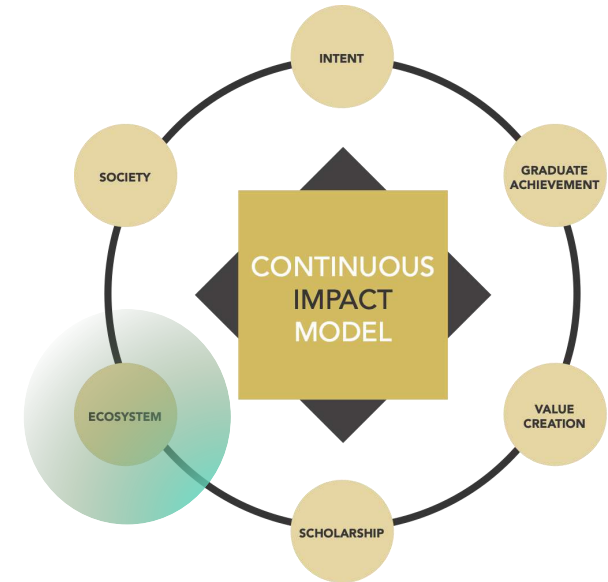 INTENT
GRADUATE
ACHIEVEMENT
SOCIETY
CONTINUOUS
IMPACT
MODEL
ECOSYSTEM
VALUE
CREATION
SCHOLARSHIP